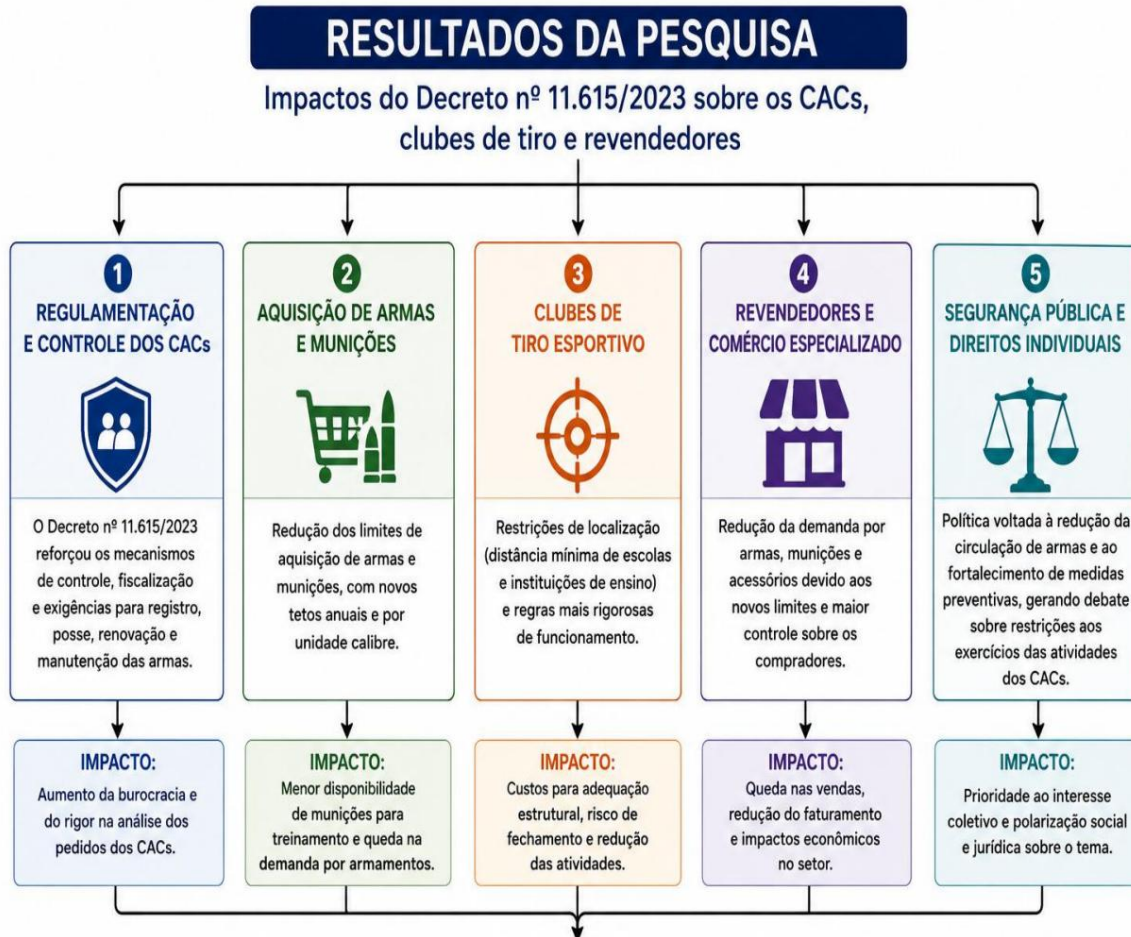 RESULTADOS DA PESQUISA
Impactos do Decreto nº 11.615/2023 sobre os CACs,
clubes de tiro e revendedores
1
REGULAMENTAÇÃO
E CONTROLE DOS CACs
O Decreto nº 11.615/2023
reforçou os mecanismos
de controle, fiscalização
e exigências para registro,
posse, renovação e
manutenção das armas.
IMPACTO:
Aumento da burocracia e
do rigor na análise dos
pedidos dos CACs.
2
AQUISIÇÃO DE ARMAS
E MUNIÇÕES
Redução dos limites de
aquisição de armas e
munições, com novos
tetos anuais e por
unidade calibre.
IMPACTO:
Menor disponibilidade
de munições para
treinamento e queda na
demanda por armamentos.
3
CLUBES DE
TIRO ESPORTIVO
Restrições de localização
(distância mínima de escolas
e instituições de ensino)
e regras mais rigorosas
de funcionamento.
IMPACTO:
Custos para adequação
estrutural, risco de
fechamento e redução
das atividades.
4
REVENDEDORES E
COMÉRCIO ESPECIALIZADO
Redução da demanda por
armas, munições e
acessórios devido aos
novos limites e maior
controle sobre os
compradores.
IMPACTO:
Queda nas vendas,
redução do faturamento
e impactos econômicos
no setor.
5
SEGURANÇA PÚBLICA E
DIREITOS INDIVIDUAIS
Política voltada à redução da
circulação de armas e ao
fortalecimento de medidas
preventivas, gerando debate
sobre restrições aos
exercícios das atividades
dos CACs.
IMPACTO:
Prioridade ao interesse
coletivo e polarização social
e jurídica sobre o tema.